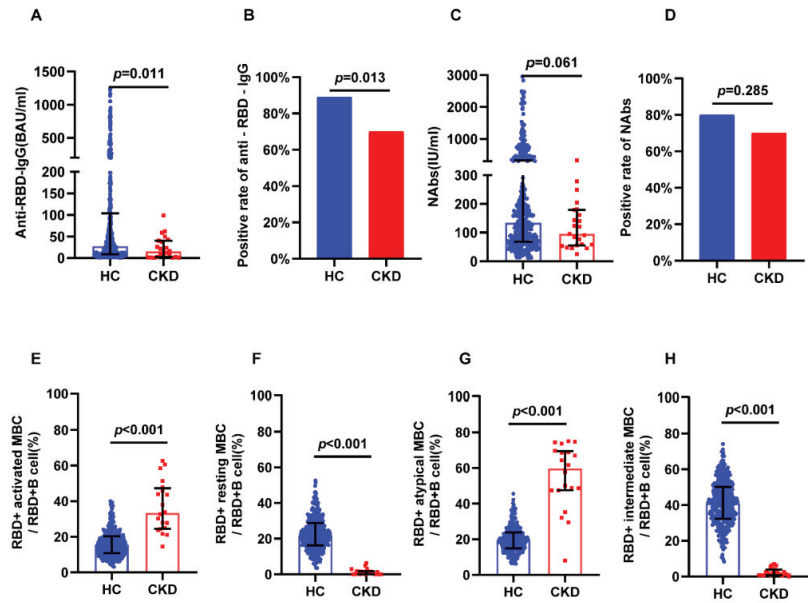 A
Anti-RBD-IgG(BAU/ml)
1500
1000
500
200
150
100
50
0
p=0.011
HC
CKD
B
Positive rate of anti - RBD - IgG
100%
80%
60%
40%
20%
0%
p=0.013
HC
CKD
C
NAbs(IU/ml)
3000
2000
1000
300
200
100
0
p=0.061
HC
CKD
D
Positive rate of NAbs
100%
80%
60%
40%
20%
0%
p=0.285
HC
CKD
E
RBD+ activated MBC
/ RBD+B cell(%)
100
80
60
40
20
0
p<0.001
HC
CKD
F
RBD+ resting MBC
/ RBD+B cell(%)
100
80
60
40
20
0
p<0.001
HC
CKD
G
RBD+ atypical MBC
/ RBD+B cell(%)
100
80
60
40
20
0
p<0.001
HC
CKD
H
RBD+ intermediate MBC
/ RBD+B cell(%)
100
80
60
40
20
0
p<0.001
HC
CKD